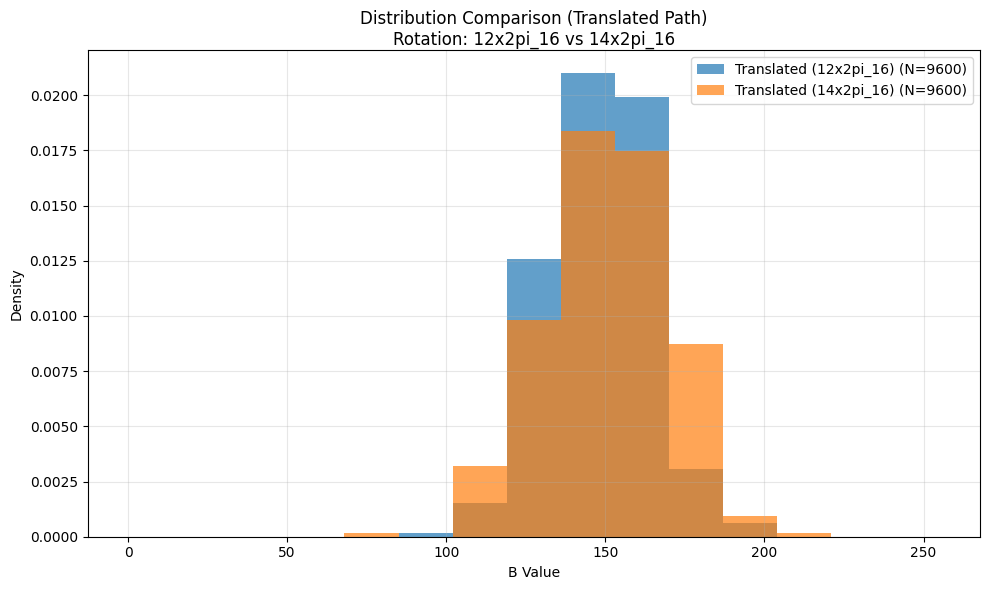 Distribution Comparison (Translated Path)
Rotation: 12x2pi_16 vs 14x2pi_16
Translated (12x2pi_16) (N=9600)
Translated (14x2pi_16) (N=9600)
Density
0.0200
0.0175
0.0150
0.0125
0.0100
0.0075
0.0050
0.0025
0.0000
0 50 100 150 200 250
B Value